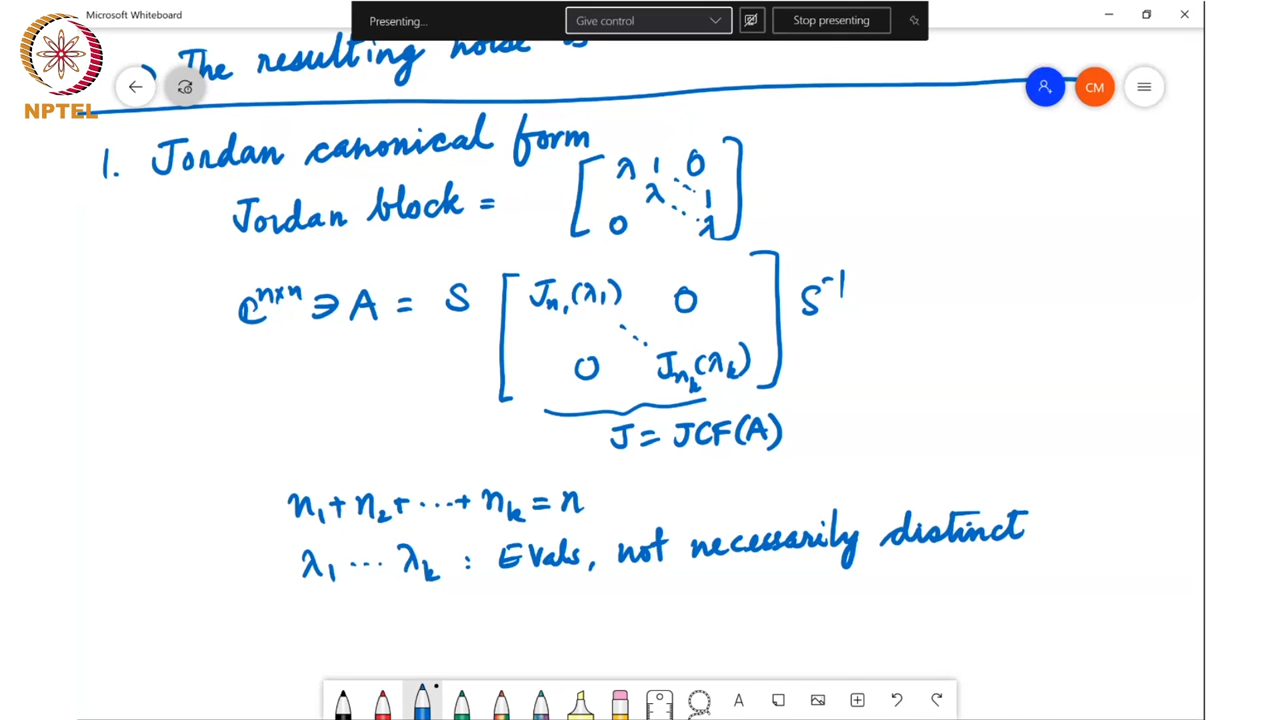 Microsoft Whiteboard
Presenting...
Give control
Stop presenting
NPTEL
CM
The resulting noise is
1. Jordan canonical form
Jordan block = [ λ 1 0 ⋱ λ ⋱ 1 0 λ ]
ℂⁿˣⁿ ∋ A = S [ Jₙ₁(λ₁) 0 ⋱ 0 Jₙₖ(λₖ) ] S⁻¹
J = JCF(A)
n₁ + n₂ + ⋯ + nₖ = n
λ₁ ⋯ λₖ : EVals, not necessarily distinct
A